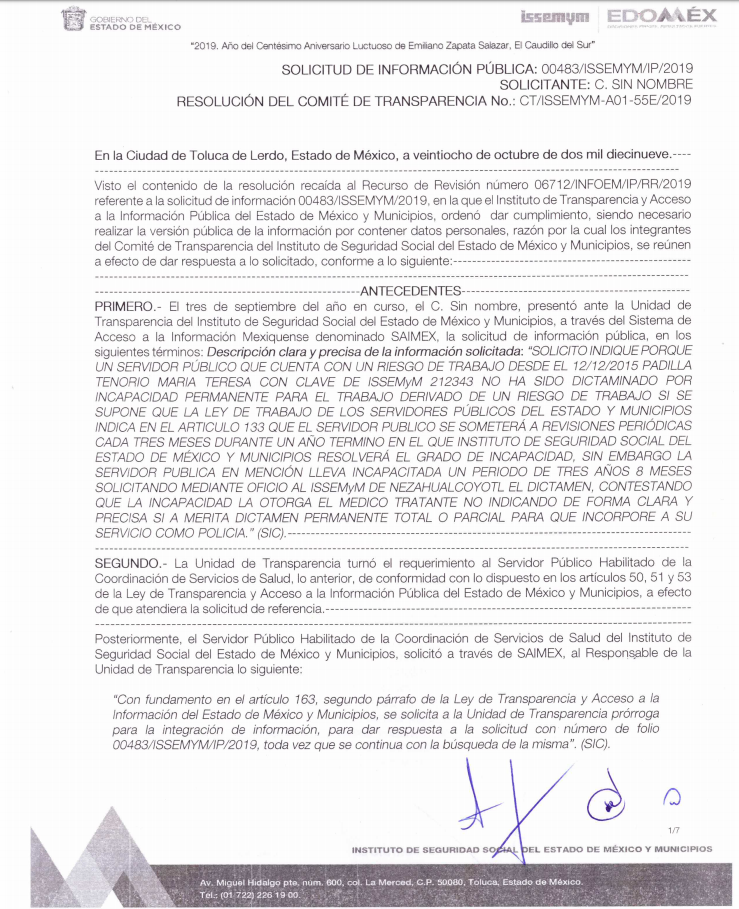 GOBIERNO DEL
ESTADO DE MÉXICO
issemym
EDOMÉX
"2019. Año del Centésimo Aniversario Luctuoso de Emiliano Zapata Salazar, El Caudillo del Sur"
SOLICITUD DE INFORMACIÓN PÚBLICA: 00483/ISSEMYM/IP/2019
SOLICITANTE: C. SIN NOMBRE
RESOLUCIÓN DEL COMITÉ DE TRANSPARENCIA No.: CT/ISSEMYM-A01-55E/2019
En la Ciudad de Toluca de Lerdo, Estado de México, a veintiocho de octubre de dos mil diecinueve.----
Visto el contenido de la resolución recaída al Recurso de Revisión número 06712/INFOEM/IP/RR/2019
referente a la solicitud de información 00483/ISSEMYM/2019, en la que el Instituto de Transparencia y Acceso
a la Información Pública del Estado de México y Municipios, ordenó dar cumplimiento, siendo necesario
realizar la versión pública de la información por contener datos personales, razón por la cual los integrantes
del Comité de Transparencia del Instituto de Seguridad Social del Estado de México y Municipios, se reúnen
a efecto de dar respuesta a lo solicitado, conforme a lo siguiente:-----------------------------------------------
-----------------------------------------------ANTECEDENTES-----------------------------------------------
PRIMERO.- El tres de septiembre del año en curso, el C. Sin nombre, presentó ante la Unidad de
Transparencia del Instituto de Seguridad Social del Estado de México y Municipios, a través del Sistema de
Acceso a la Información Mexiquense denominado SAIMEX, la solicitud de información pública, en los
siguientes términos: Descripción clara y precisa de la información solicitada: "SOLICITO INDIQUE PORQUE
UN SERVIDOR PÚBLICO QUE CUENTA CON UN RIESGO DE TRABAJO DESDE EL 12/12/2015 PADILLA
TENORIO MARIA TERESA CON CLAVE DE ISSEMyM 212343 NO HA SIDO DICTAMINADO POR
INCAPACIDAD PERMANENTE PARA EL TRABAJO DERIVADO DE UN RIESGO DE TRABAJO SI SE
SUPONE QUE LA LEY DE TRABAJO DE LOS SERVIDORES PÚBLICOS DEL ESTADO Y MUNICIPIOS
INDICA EN EL ARTICULO 133 QUE EL SERVIDOR PUBLICO SE SOMETERÁ A REVISIONES PERIÓDICAS
CADA TRES MESES DURANTE UN AÑO TERMINO EN EL QUE INSTITUTO DE SEGURIDAD SOCIAL DEL
ESTADO DE MÉXICO Y MUNICIPIOS RESOLVERÁ EL GRADO DE INCAPACIDAD, SIN EMBARGO LA
SERVIDOR PUBLICA EN MENCIÓN LLEVA INCAPACITADA UN PERIODO DE TRES AÑOS 8 MESES
SOLICITANDO MEDIANTE OFICIO AL ISSEMyM DE NEZAHUALCOYOTL EL DICTAMEN, CONTESTANDO
QUE LA INCAPACIDAD LA OTORGA EL MEDICO TRATANTE NO INDICANDO DE FORMA CLARA Y
PRECISA SI A MERITA DICTAMEN PERMANENTE TOTAL O PARCIAL PARA QUE INCORPORE A SU
SERVICIO COMO POLICIA." (SIC).-----------------------------------------------
SEGUNDO.- La Unidad de Transparencia turnó el requerimiento al Servidor Público Habilitado de la
Coordinación de Servicios de Salud, lo anterior, de conformidad con lo dispuesto en los artículos 50, 51 y 53
de la Ley de Transparencia y Acceso a la Información Pública del Estado de México y Municipios, a efecto
de que atendiera la solicitud de referencia.-----------------------------------------------
Posteriormente, el Servidor Público Habilitado de la Coordinación de Servicios de Salud del Instituto de
Seguridad Social del Estado de México y Municipios, solicitó a través de SAIMEX, al Responsable de la
Unidad de Transparencia lo siguiente:
"Con fundamento en el artículo 163, segundo párrafo de la Ley de Transparencia y Acceso a la
Información del Estado de México y Municipios, se solicita a la Unidad de Transparencia prórroga
para la integración de información, para dar respuesta a la solicitud con número de folio
00483/ISSEMYM/IP/2019, toda vez que se continua con la búsqueda de la misma". (SIC).
1/7
INSTITUTO DE SEGURIDAD SOCIAL DEL ESTADO DE MÉXICO Y MUNICIPIOS
Av. Miguel Hidalgo pte. núm. 600, col. La Merced, C.P. 50080, Toluca, Estado de México.
Tel.: (01 722) 226 19 00.